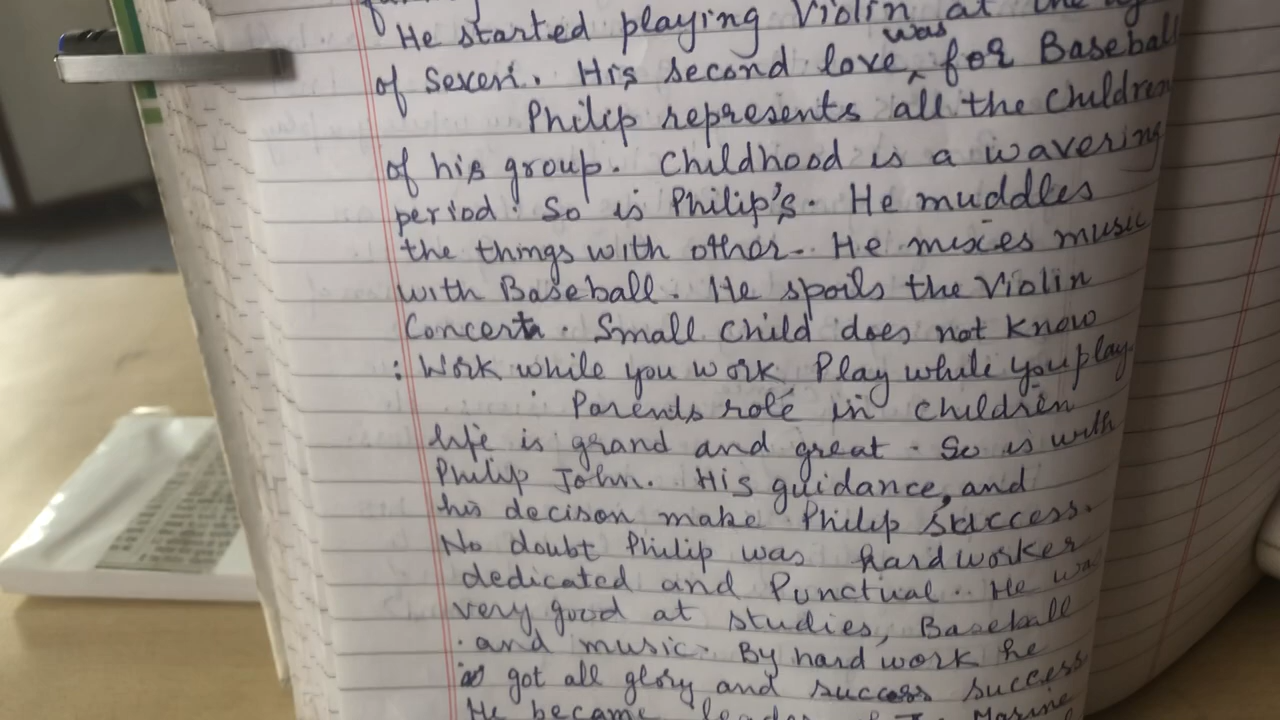 He started playing Violin at the
was
of seven. His second love ^ for Baseball
Philip represents all the Children
of his group. Childhood is a wavering
period. So is Philip's. He muddles
the things with other.. He mixes music
with Baseball. He spoils the Violin
Concert. Small Child does not know
: Work while you work Play while you play.
Parents role in children
life is grand and great. So is with
Philip John. His guidance, and
his decison make Philip success.
No doubt Philip was hardworker
dedicated and Punctual. He
very good at studies, Baseball
and music. By hard work he
got all glory and success success
He became